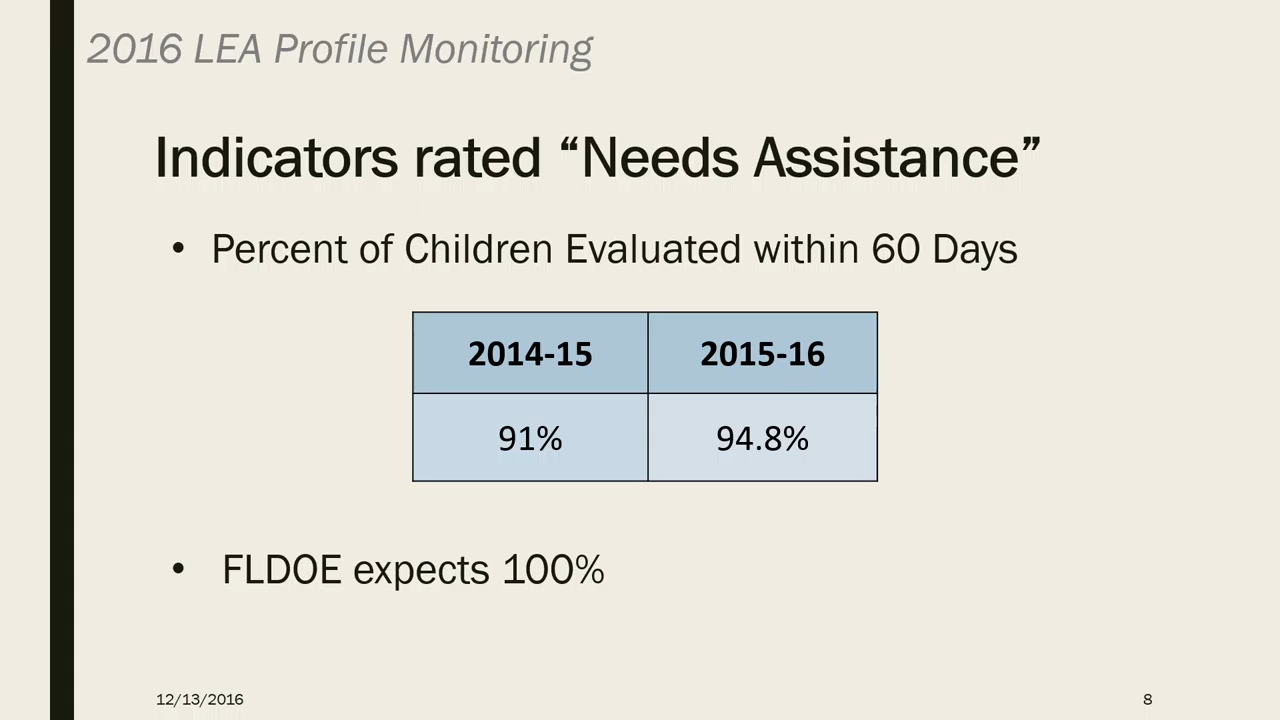 2016 LEA Profile Monitoring
Indicators rated “Needs Assistance”
• Percent of Children Evaluated within 60 Days
2014-15 2015-16
91% 94.8%
• FLDOE expects 100%
12/13/2016 8